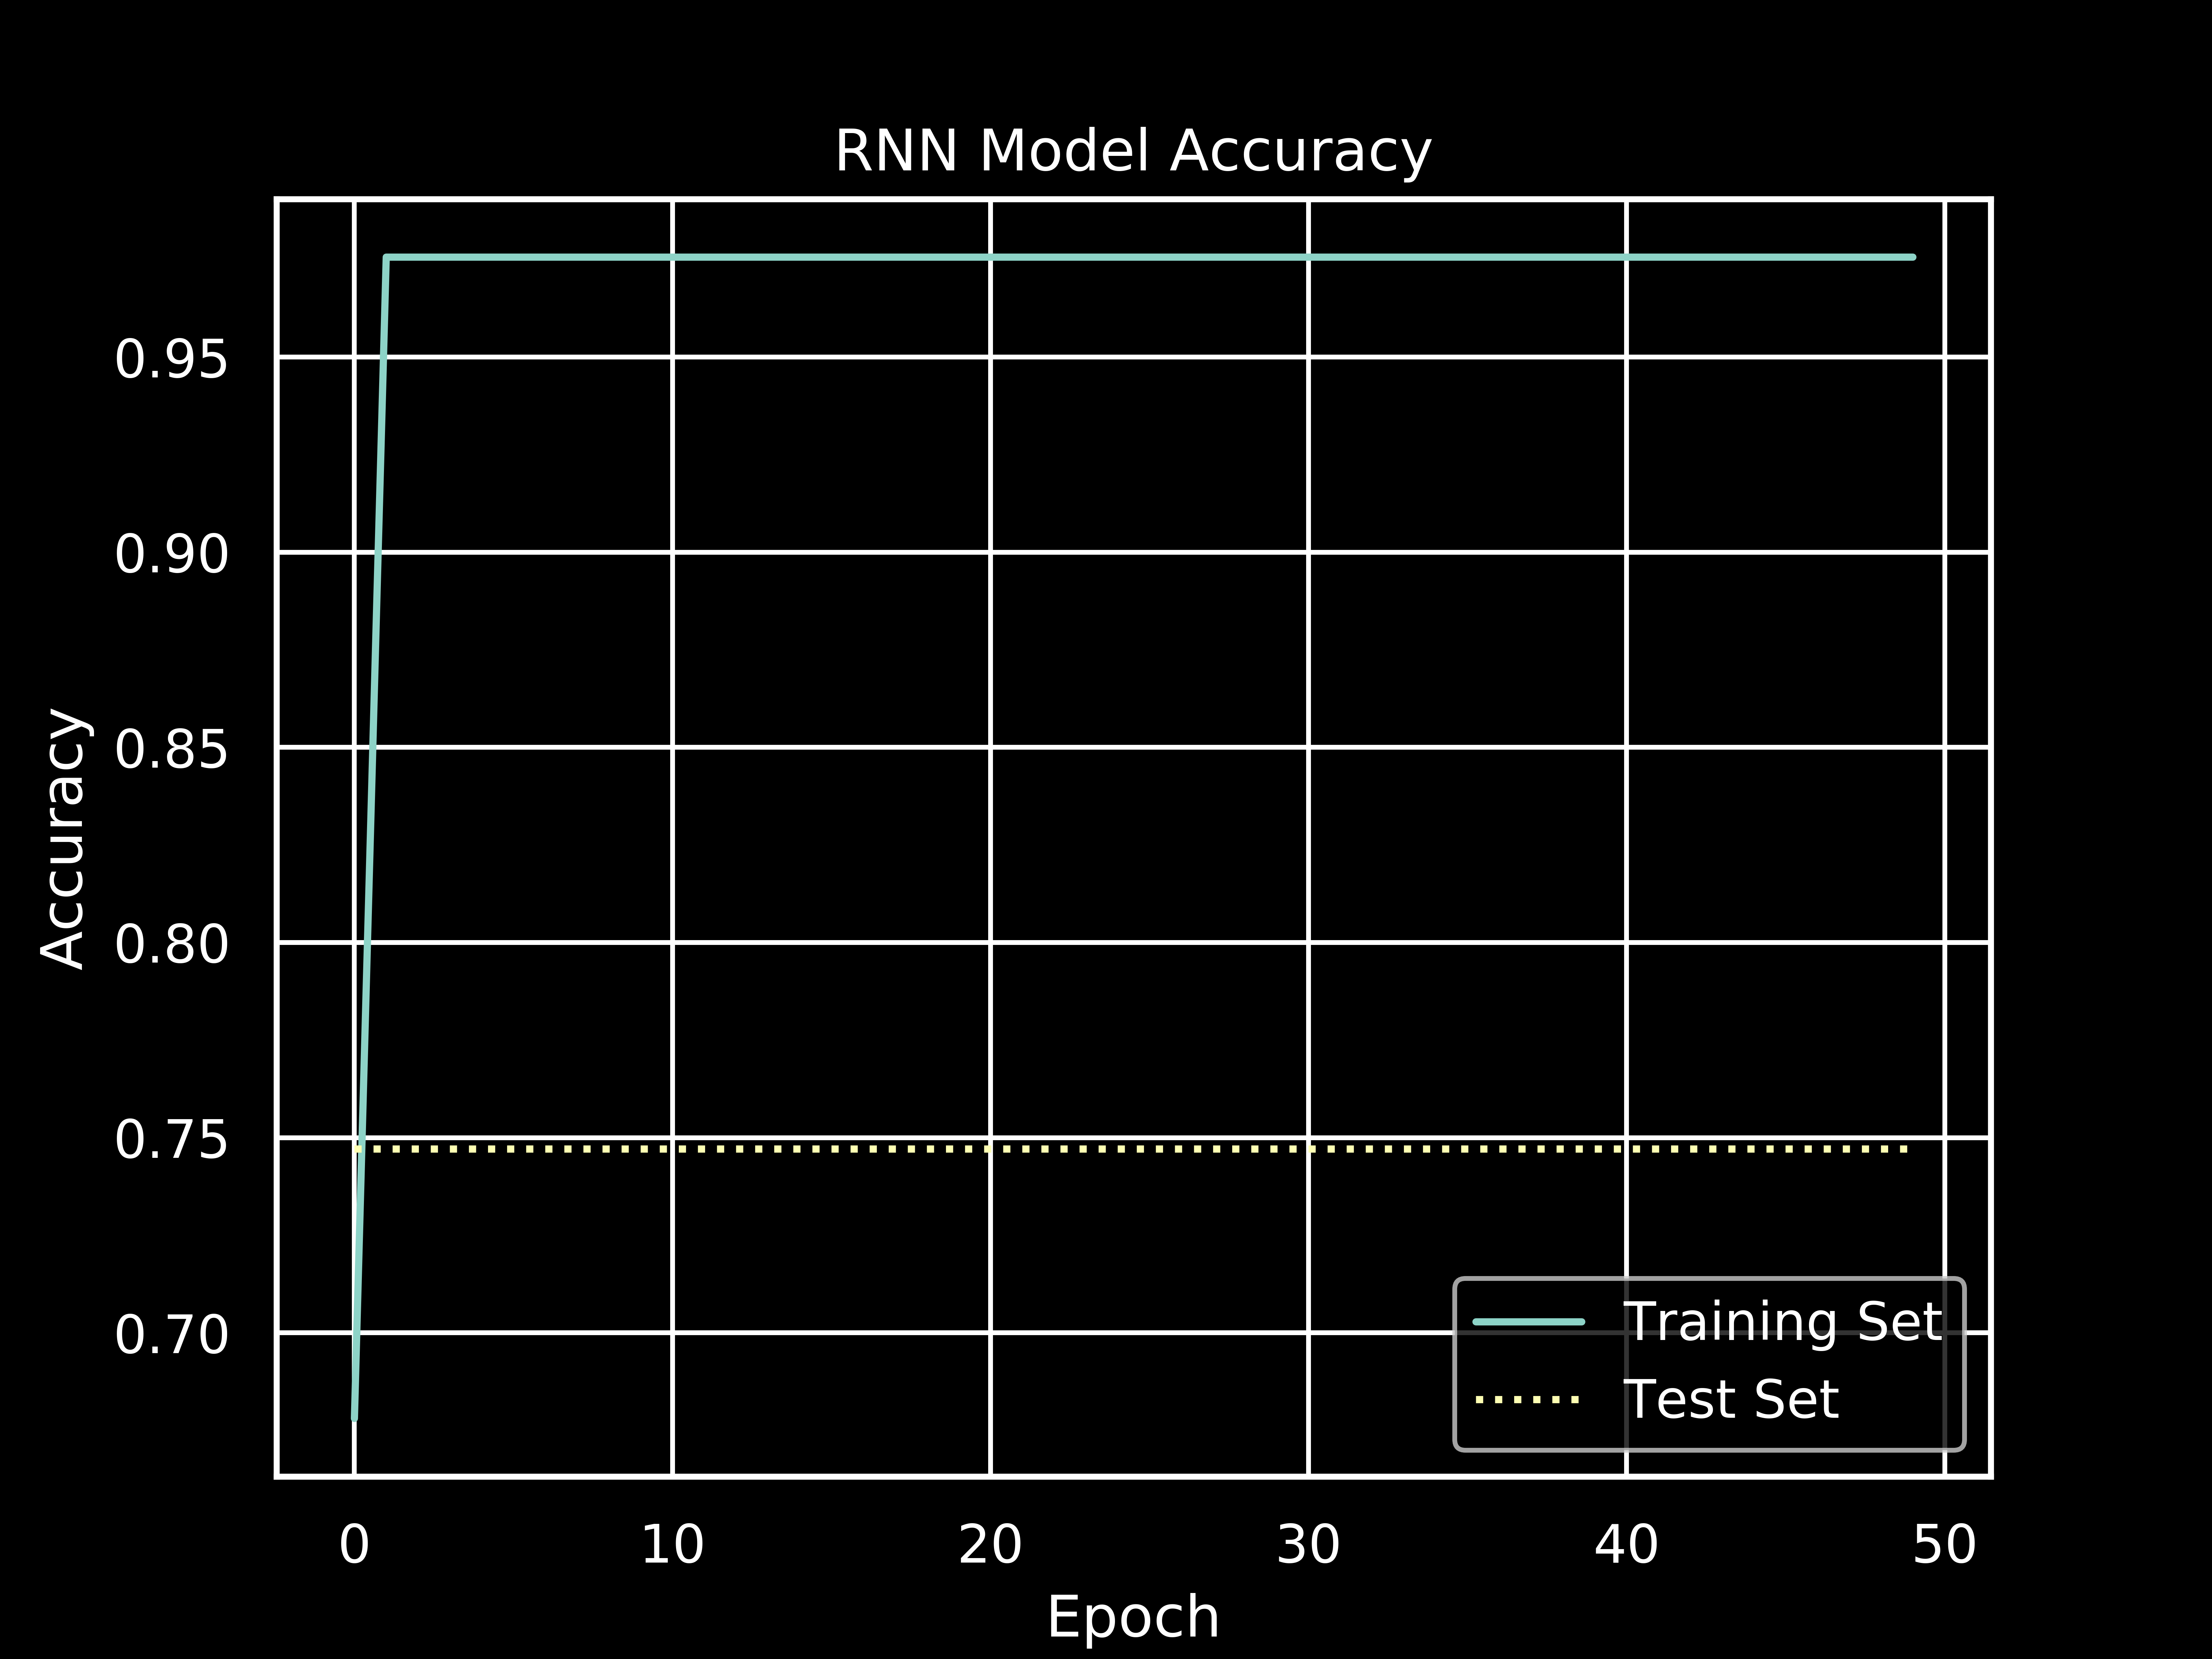 RNN Model Accuracy
Accuracy
0.95
0.90
0.85
0.80
0.75
0.70
Training Set
Test Set
0 10 20 30 40 50
Epoch